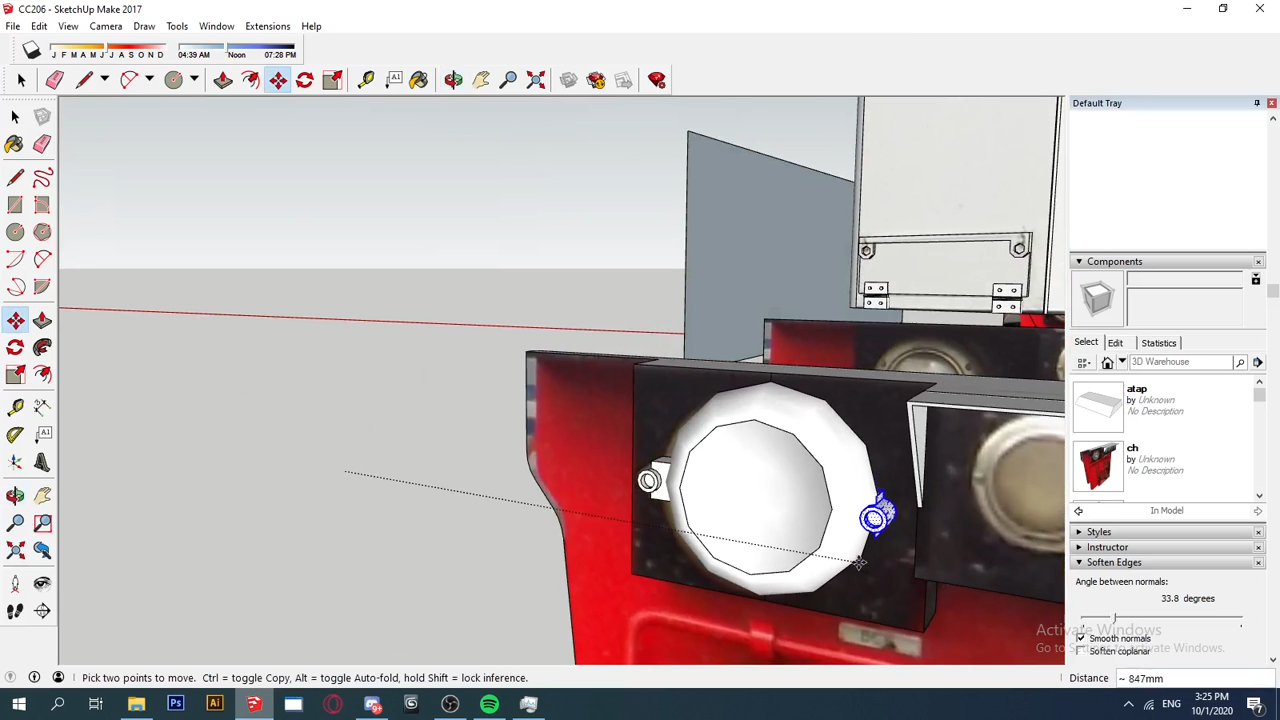 CC206 - SketchUp Make 2017
File Edit View Camera Draw Tools Window Extensions Help
J F M A M J J A S O N D
04:39 AM Noon 07:28 PM
A1
Default Tray
Components
Select Edit Statistics
3D Warehouse
atap
by Unknown
No Description
ch
by Unknown
No Description
In Model
Styles
Instructor
Soften Edges
Angle between normals:
33.8 degrees
Smooth normals
Soften coplanar
Activate Windows
Go to Settings to activate Windows.
Pick two points to move. Ctrl = toggle Copy, Alt = toggle Auto-fold, hold Shift = lock inference.
Distance ~ 847mm
Ps Ai
ENG
3:25 PM
10/1/2020
7